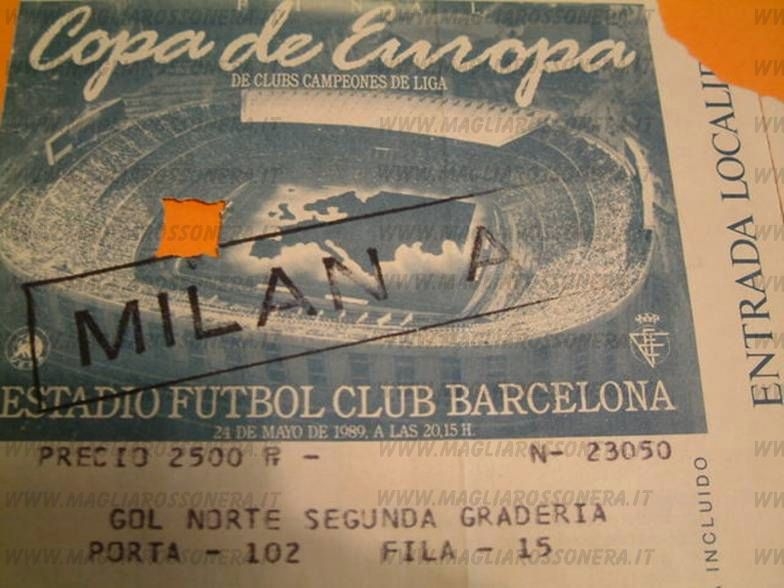 FINAL
Copa de Europa
DE CLUBS CAMPEONES DE LIGA
MILAN A
ESTADIO FUTBOL CLUB BARCELONA
24 DE MAYO DE 1989, A LAS 20,15 H.
PRECIO 2500 - N- 23050
GOL NORTE SEGUNDA GRADERIA
PORTA - 102 FILA - 15
ENTRADA LOCALI
INCLUIDO
WWW.MAGLIAROSSONERA.IT